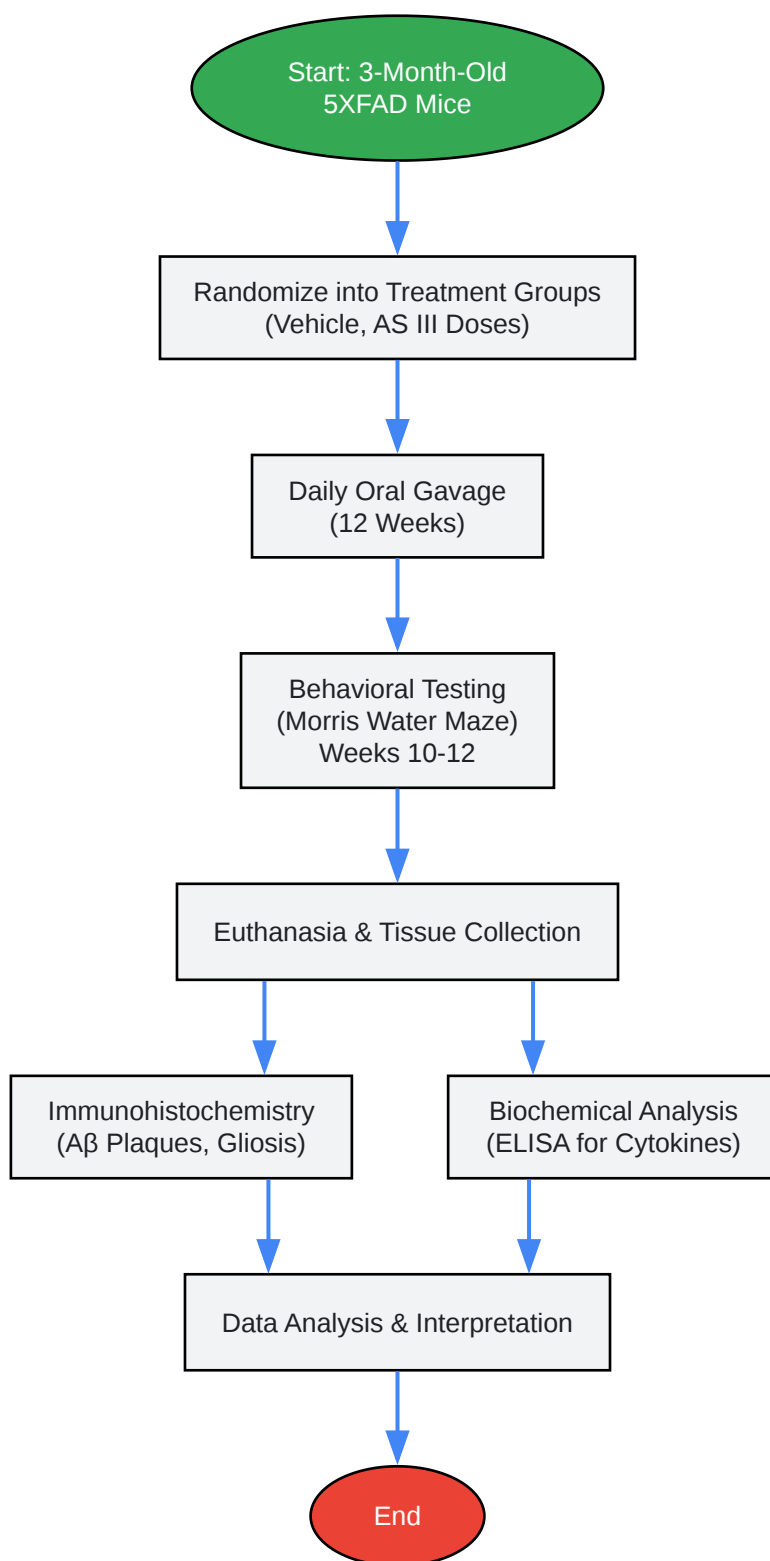 Start: 3-Month-Old
5XFAD Mice
Randomize into Treatment Groups
(Vehicle, AS III Doses)
Daily Oral Gavage
(12 Weeks)
Behavioral Testing
(Morris Water Maze)
Weeks 10-12
Euthanasia & Tissue Collection
Immunohistochemistry
(Aβ Plaques, Gliosis)
Biochemical Analysis
(ELISA for Cytokines)
Data Analysis & Interpretation
End